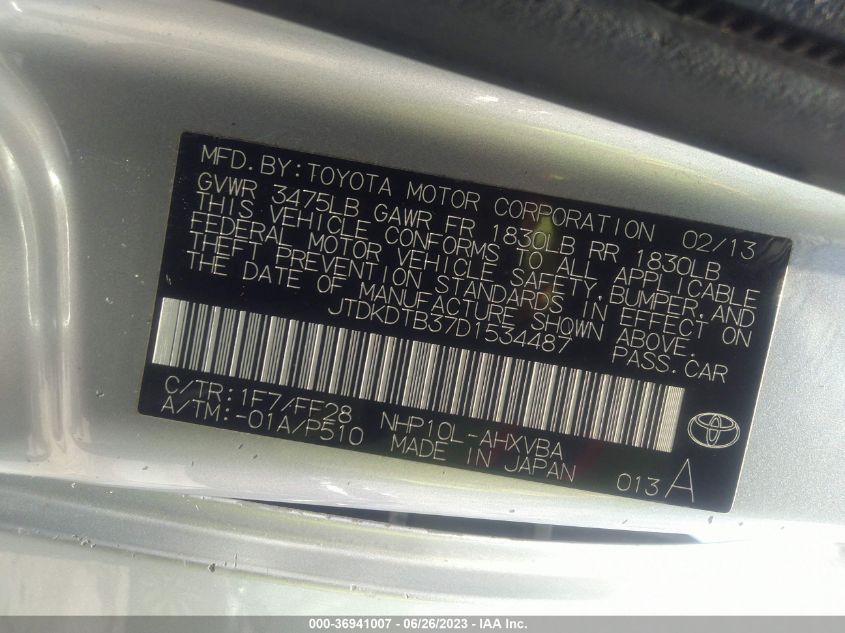 MFD. BY: TOYOTA MOTOR CORPORATION 02/13
GVWR 3475LB GAWR FR 1830LB RR 1830LB
THIS VEHICLE CONFORMS TO ALL APPLICABLE
FEDERAL MOTOR VEHICLE SAFETY, BUMPER, AND
THEFT PREVENTION STANDARDS IN EFFECT ON
THE DATE OF MANUFACTURE SHOWN ABOVE.
JTDKDTB37D1534487 PASS. CAR
C/TR: 1F7/FF28 NHP10L-AHXVBA
A/TM: -01A/P510 MADE IN JAPAN
013 A
000-36941007 - 06/26/2023 - IAA Inc.